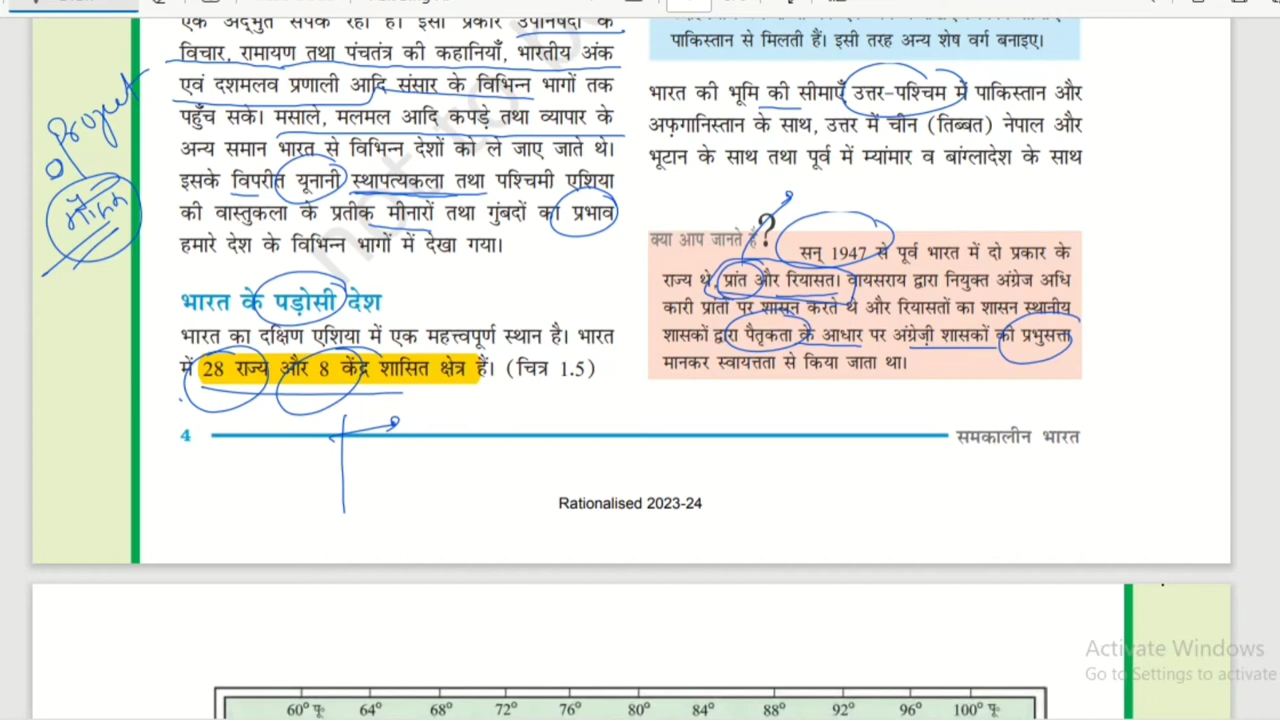 एक अद्भुत संपर्क रहा है। इसी प्रकार उपनिषदों के
विचार, रामायण तथा पंचतंत्र की कहानियाँ, भारतीय अंक
एवं दशमलव प्रणाली आदि संसार के विभिन्न भागों तक
पहुँच सके। मसाले, मलमल आदि कपड़े तथा व्यापार के
अन्य समान भारत से विभिन्न देशों को ले जाए जाते थे।
इसके विपरीत यूनानी स्थापत्यकला तथा पश्चिमी एशिया
की वास्तुकला के प्रतीक मीनारों तथा गुंबदों का प्रभाव
हमारे देश के विभिन्न भागों में देखा गया।
Project
भारत के पड़ोसी देश
भारत का दक्षिण एशिया में एक महत्त्वपूर्ण स्थान है। भारत
में 28 राज्य और 8 केंद्र शासित क्षेत्र हैं। (चित्र 1.5)
पाकिस्तान से मिलती हैं। इसी तरह अन्य शेष वर्ग बनाइए।
भारत की भूमि की सीमाएँ उत्तर-पश्चिम में पाकिस्तान और
अफ़गानिस्तान के साथ, उत्तर में चीन (तिब्बत) नेपाल और
भूटान के साथ तथा पूर्व में म्यांमार व बांग्लादेश के साथ
क्या आप जानते हैं?
सन् 1947 से पूर्व भारत में दो प्रकार के
राज्य थे, प्रांत और रियासत। वायसराय द्वारा नियुक्त अंग्रेज अधि
कारी प्रांतों पर शासन करते थे और रियासतों का शासन स्थानीय
शासकों द्वारा पैतृकता के आधार पर अंग्रेज़ी शासकों की प्रभुसत्ता
मानकर स्वायत्तता से किया जाता था।
4
समकालीन भारत
Rationalised 2023-24
Activate Windows
Go to Settings to activate
60° पू. 64° 68° 72° 76° 80° 84° 88° 92° 96° 100° पू.